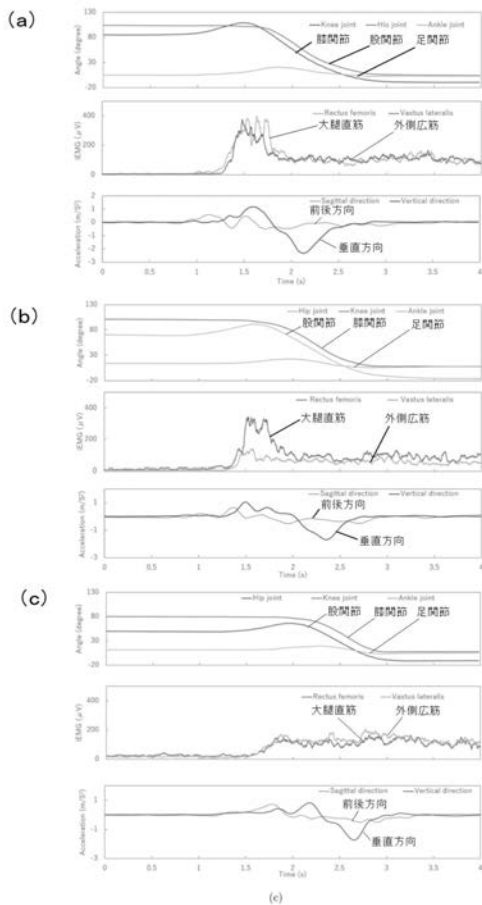 (a)
130
80
30
-20
Angle (degree)
Knee joint Hip joint Ankle joint
膝関節 股関節 足関節
400
200
0
IEMG (μV)
Rectus femoris Vastus lateralis
大腿直筋 外側広筋
2
1
0
-1
-2
-3
Acceleration (m/S²)
Sagittal direction Vertical direction
前後方向
垂直方向
0 0.5 1 1.5 2 2.5 3 3.5 4
Time (s)
(b)
130
80
30
-20
Angle (degree)
Hip joint Knee joint Ankle joint
股関節 膝関節 足関節
400
200
0
IEMG (μV)
Rectus femoris Vastus lateralis
大腿直筋 外側広筋
1
-1
-3
Acceleration (m/S²)
Sagittal direction Vertical direction
前後方向
垂直方向
0 0.5 1 1.5 2 2.5 3 3.5 4
Time (s)
(c)
130
80
30
-20
Angle (degree)
Hip joint Knee joint Ankle joint
股関節 膝関節 足関節
400
200
0
IEMG (μV)
Rectus femoris Vastus lateralis
大腿直筋 外側広筋
1
-1
-3
Acceleration (m/S²)
Sagittal direction Vertical direction
前後方向
垂直方向
0 0.5 1 1.5 2 2.5 3 3.5 4
Time (s)
(c)